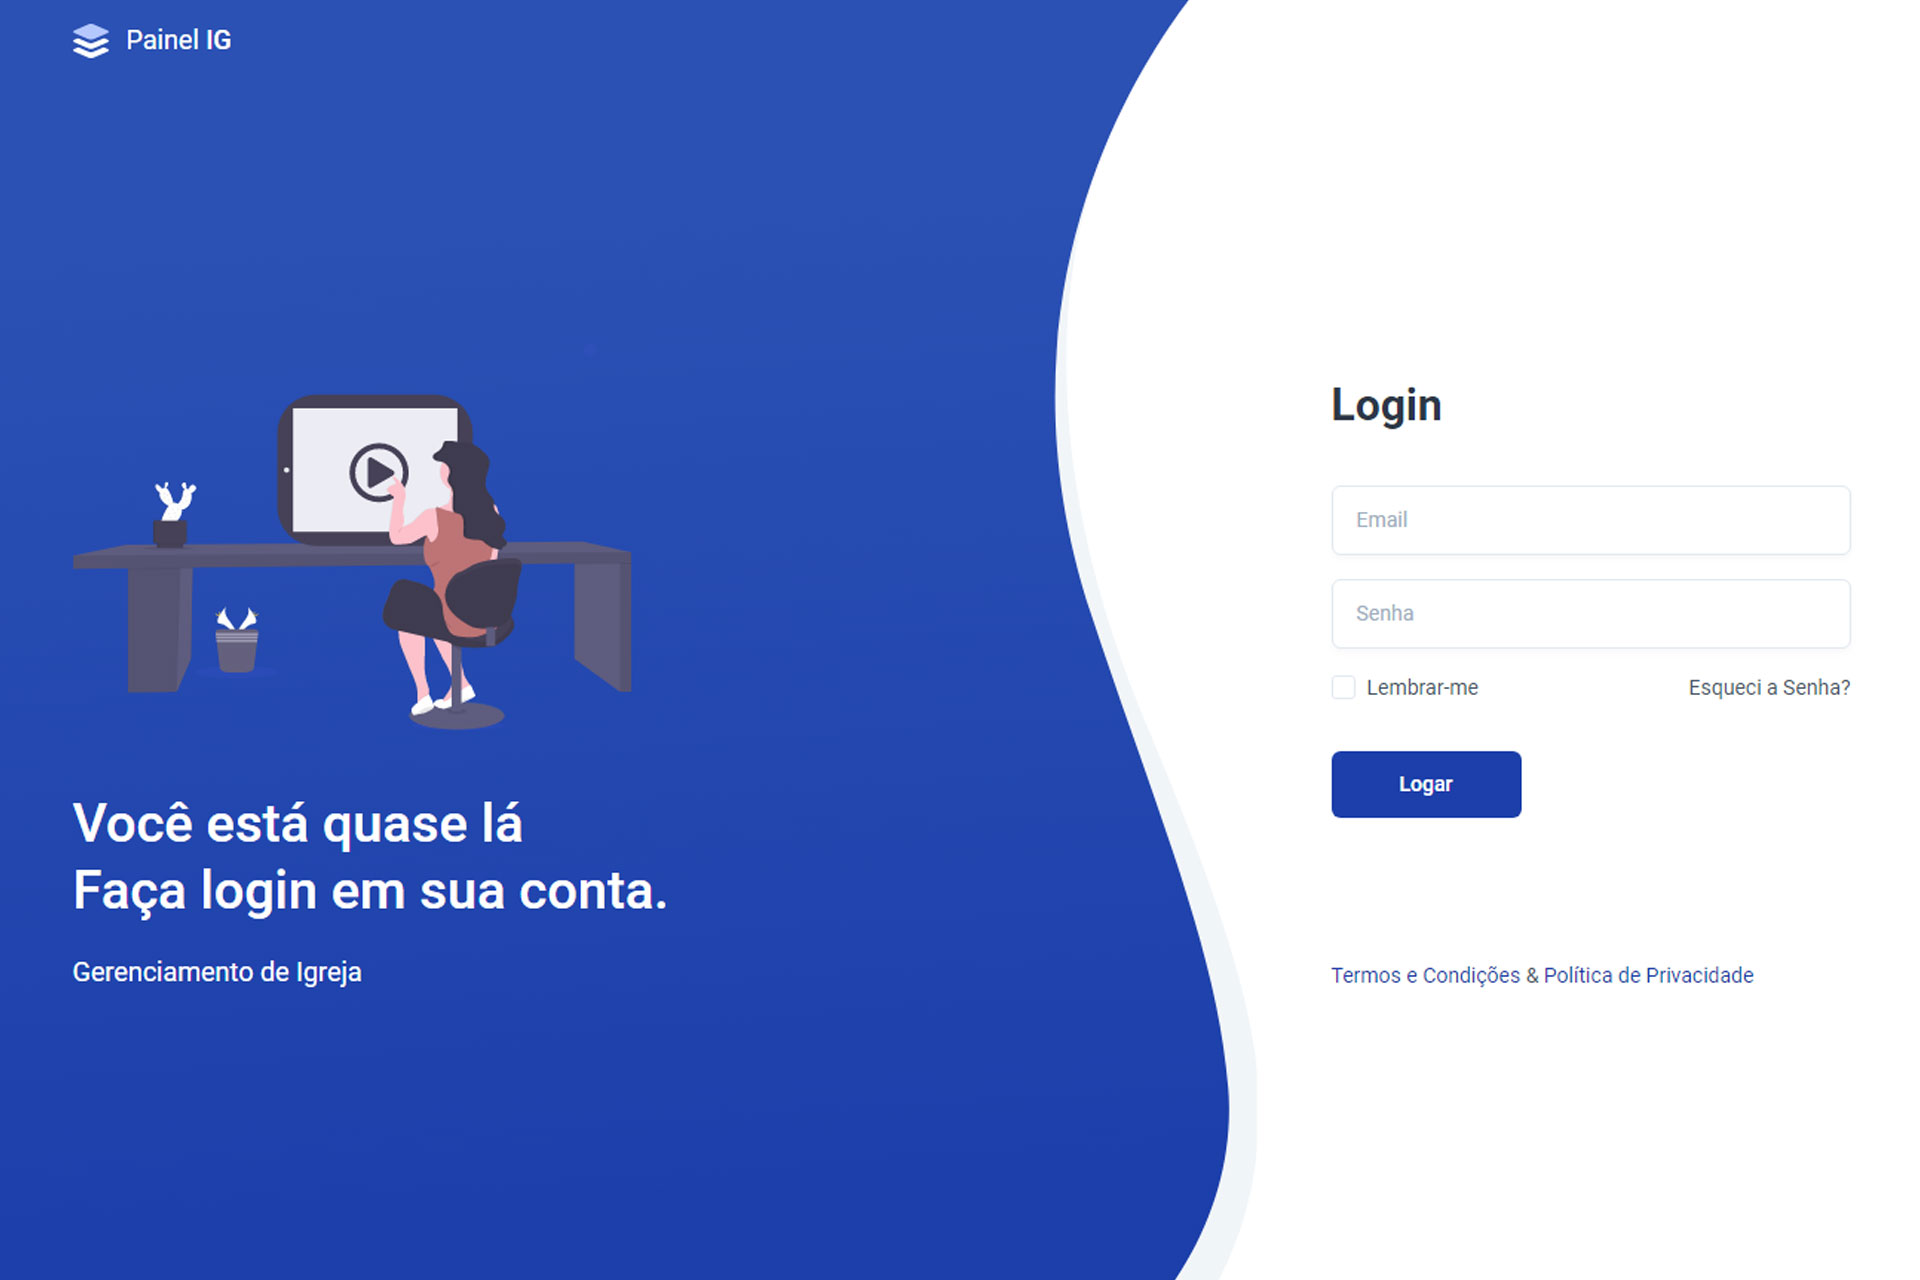 Painel IG
Você está quase lá
Faça login em sua conta.
Gerenciamento de Igreja
Login
Email
Senha
Lembrar-me
Esqueci a Senha?
Logar
Termos e Condições & Política de Privacidade